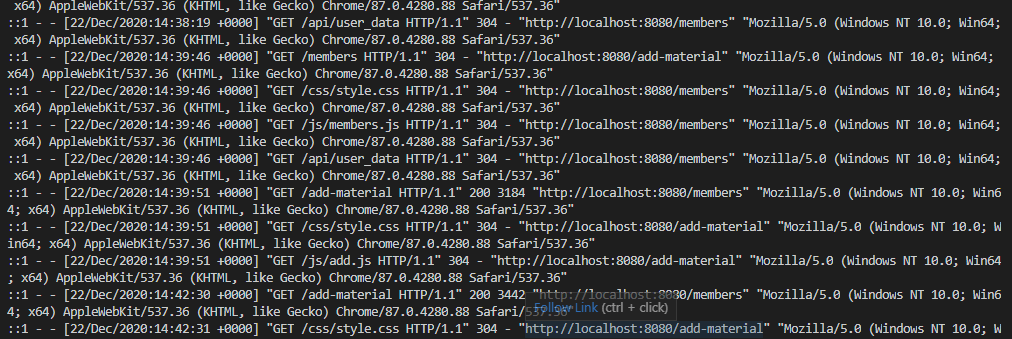 x64) AppleWebKit/537.36 (KHTML, like Gecko) Chrome/87.0.4280.88 Safari/537.36"
::1 - - [22/Dec/2020:14:38:19 +0000] "GET /api/user_data HTTP/1.1" 304 - "http://localhost:8080/members" "Mozilla/5.0 (Windows NT 10.0; Win64;
x64) AppleWebKit/537.36 (KHTML, like Gecko) Chrome/87.0.4280.88 Safari/537.36"
::1 - - [22/Dec/2020:14:39:46 +0000] "GET /members HTTP/1.1" 304 - "http://localhost:8080/add-material" "Mozilla/5.0 (Windows NT 10.0; Win64;
x64) AppleWebKit/537.36 (KHTML, like Gecko) Chrome/87.0.4280.88 Safari/537.36"
::1 - - [22/Dec/2020:14:39:46 +0000] "GET /css/style.css HTTP/1.1" 304 - "http://localhost:8080/members" "Mozilla/5.0 (Windows NT 10.0; Win64;
x64) AppleWebKit/537.36 (KHTML, like Gecko) Chrome/87.0.4280.88 Safari/537.36"
::1 - - [22/Dec/2020:14:39:46 +0000] "GET /js/members.js HTTP/1.1" 304 - "http://localhost:8080/members" "Mozilla/5.0 (Windows NT 10.0; Win64;
x64) AppleWebKit/537.36 (KHTML, like Gecko) Chrome/87.0.4280.88 Safari/537.36"
::1 - - [22/Dec/2020:14:39:46 +0000] "GET /api/user_data HTTP/1.1" 304 - "http://localhost:8080/members" "Mozilla/5.0 (Windows NT 10.0; Win64;
x64) AppleWebKit/537.36 (KHTML, like Gecko) Chrome/87.0.4280.88 Safari/537.36"
::1 - - [22/Dec/2020:14:39:51 +0000] "GET /add-material HTTP/1.1" 200 3184 "http://localhost:8080/members" "Mozilla/5.0 (Windows NT 10.0; Win6
4; x64) AppleWebKit/537.36 (KHTML, like Gecko) Chrome/87.0.4280.88 Safari/537.36"
::1 - - [22/Dec/2020:14:39:51 +0000] "GET /css/style.css HTTP/1.1" 304 - "http://localhost:8080/add-material" "Mozilla/5.0 (Windows NT 10.0; W
in64; x64) AppleWebKit/537.36 (KHTML, like Gecko) Chrome/87.0.4280.88 Safari/537.36"
::1 - - [22/Dec/2020:14:39:51 +0000] "GET /js/add.js HTTP/1.1" 304 - "http://localhost:8080/add-material" "Mozilla/5.0 (Windows NT 10.0; Win64
; x64) AppleWebKit/537.36 (KHTML, like Gecko) Chrome/87.0.4280.88 Safari/537.36"
::1 - - [22/Dec/2020:14:42:30 +0000] "GET /add-material HTTP/1.1" 200 3442 "http://localhost:8080/members" "Mozilla/5.0 (Windows NT 10.0; Win6
4; x64) AppleWebKit/537.36 (KHTML, like Gecko) Chrome/87.0.4280.88 Safari/537.36"
Follow Link (ctrl + click)
::1 - - [22/Dec/2020:14:42:31 +0000] "GET /css/style.css HTTP/1.1" 304 - "http://localhost:8080/add-material" "Mozilla/5.0 (Windows NT 10.0; W